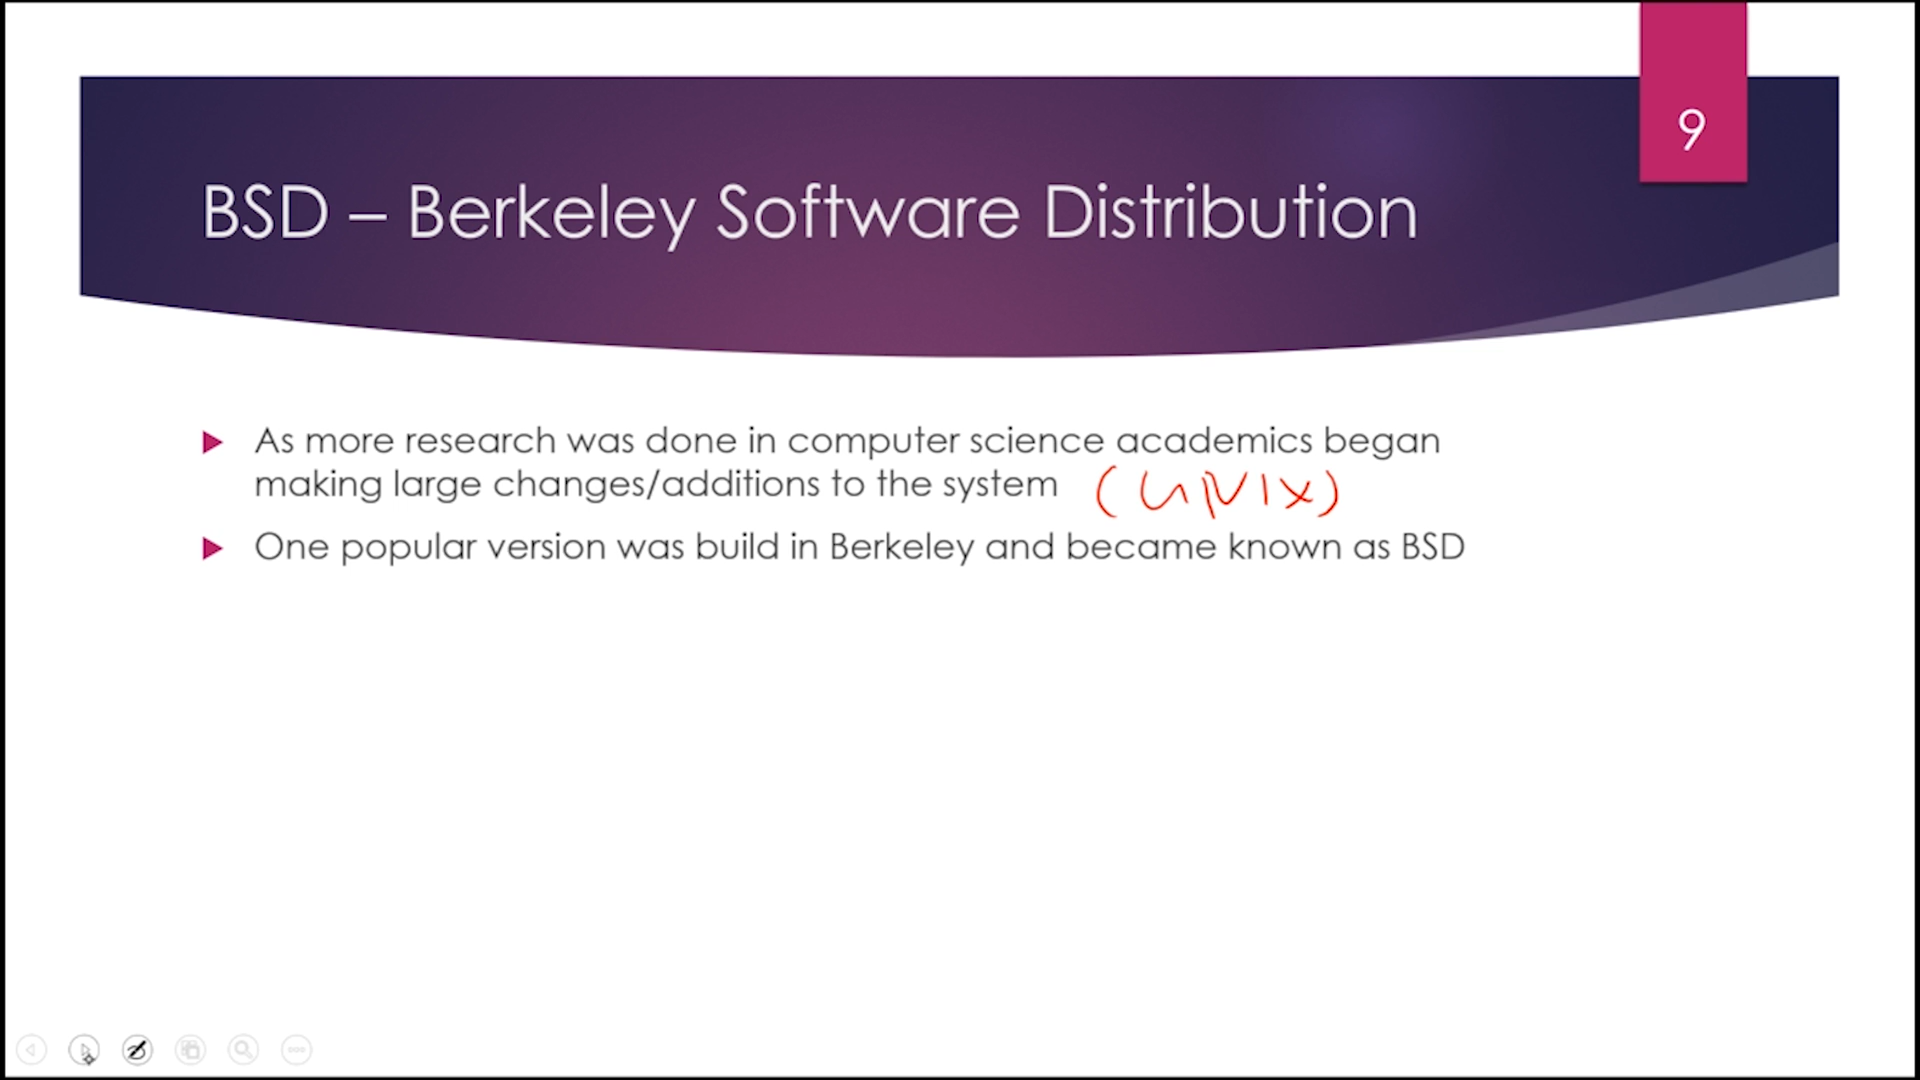 9
BSD – Berkeley Software Distribution
As more research was done in computer science academics began
making large changes/additions to the system (UNIX)
One popular version was build in Berkeley and became known as BSD